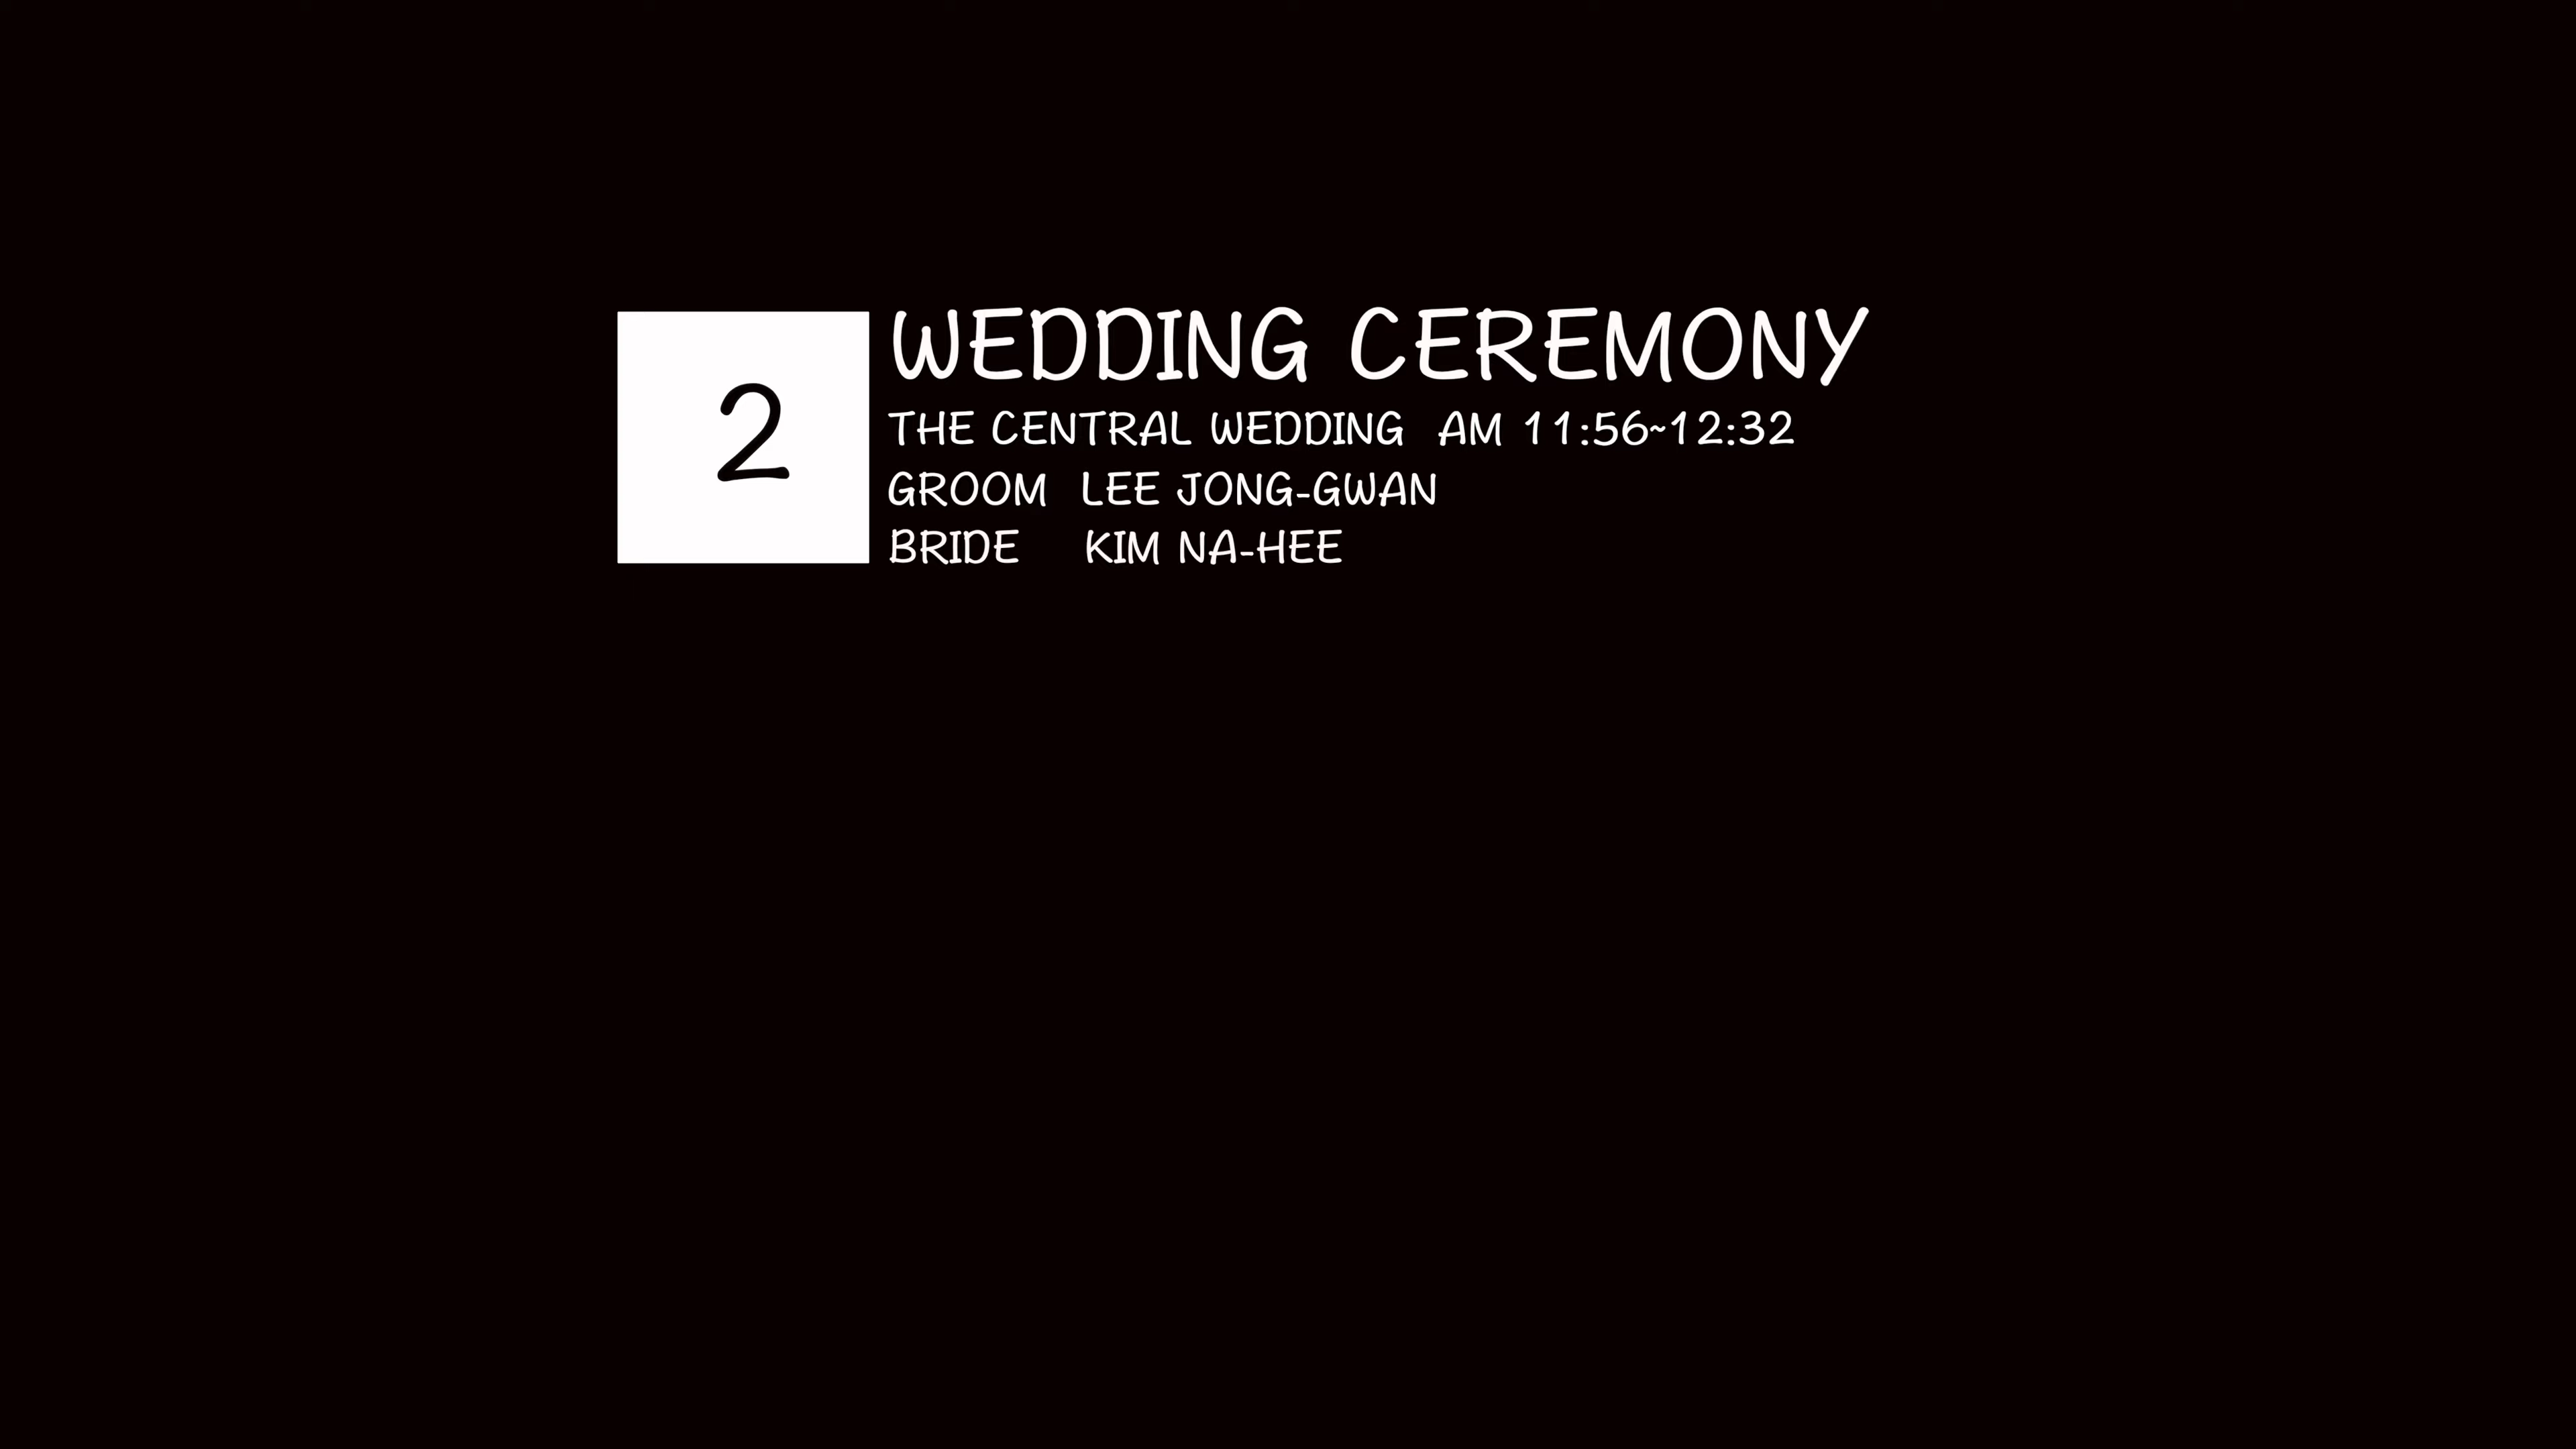 2
WEDDING CEREMONY
THE CENTRAL WEDDING AM 11:56~12:32
GROOM LEE JONG-GWAN
BRIDE KIM NA-HEE